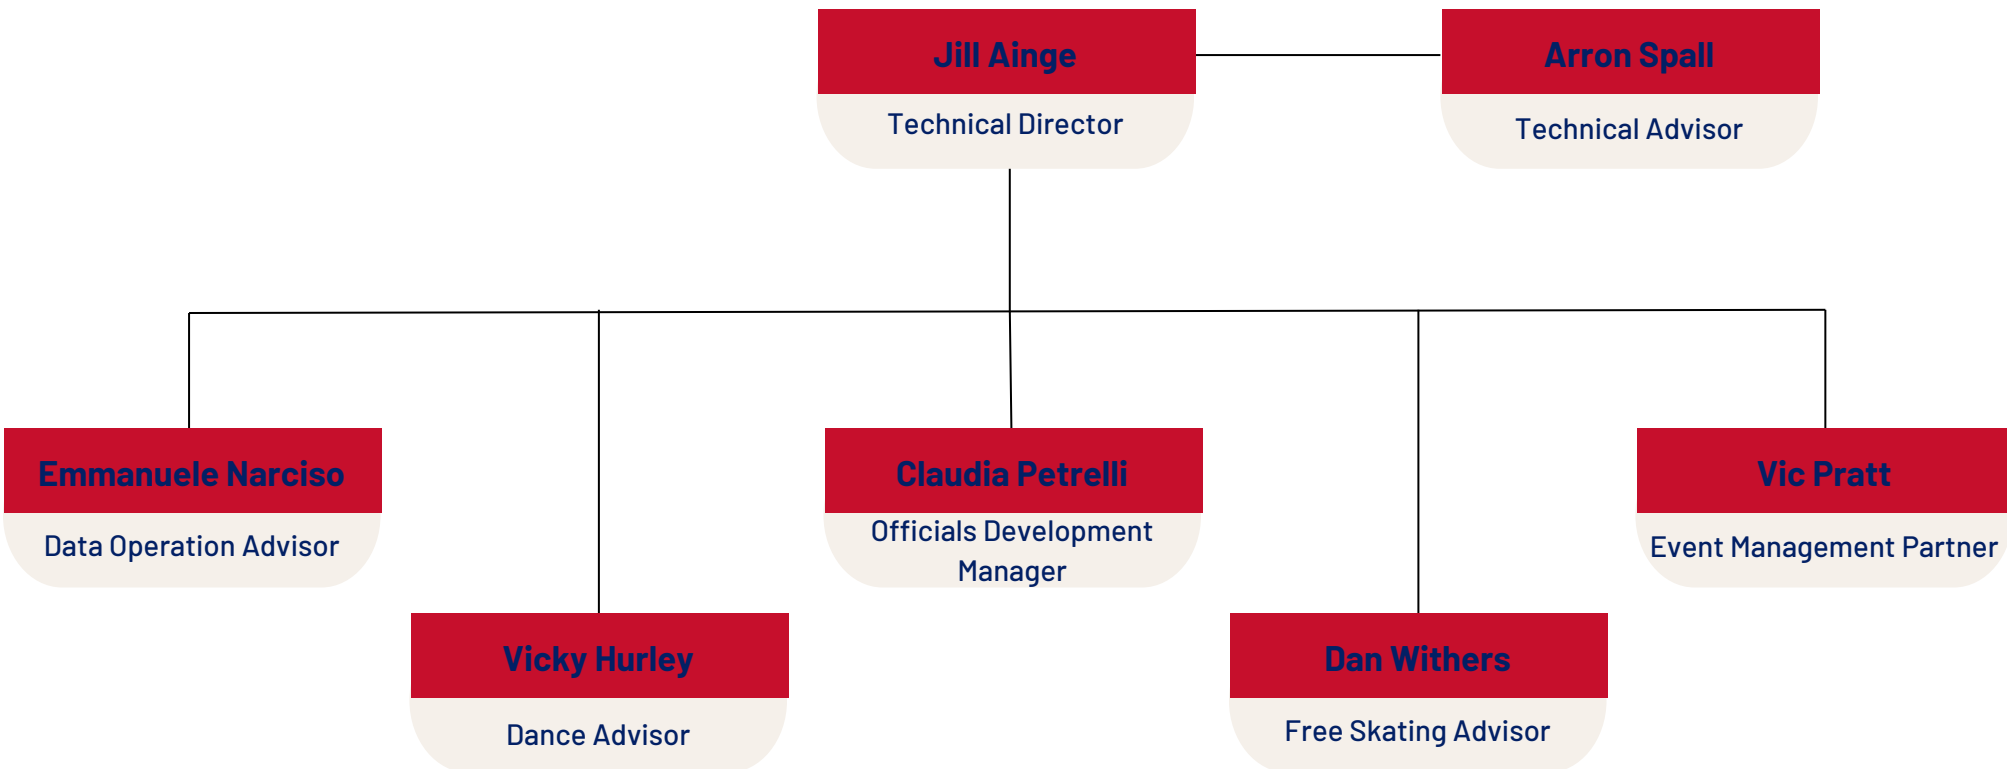 Jill Ainge
Technical Director
Arron Spall
Technical Advisor
Emmanuele Narciso
Data Operation Advisor
Claudia Petrelli
Officials Development
Manager
Vic Pratt
Event Management Partner
Vicky Hurley
Dance Advisor
Dan Withers
Free Skating Advisor